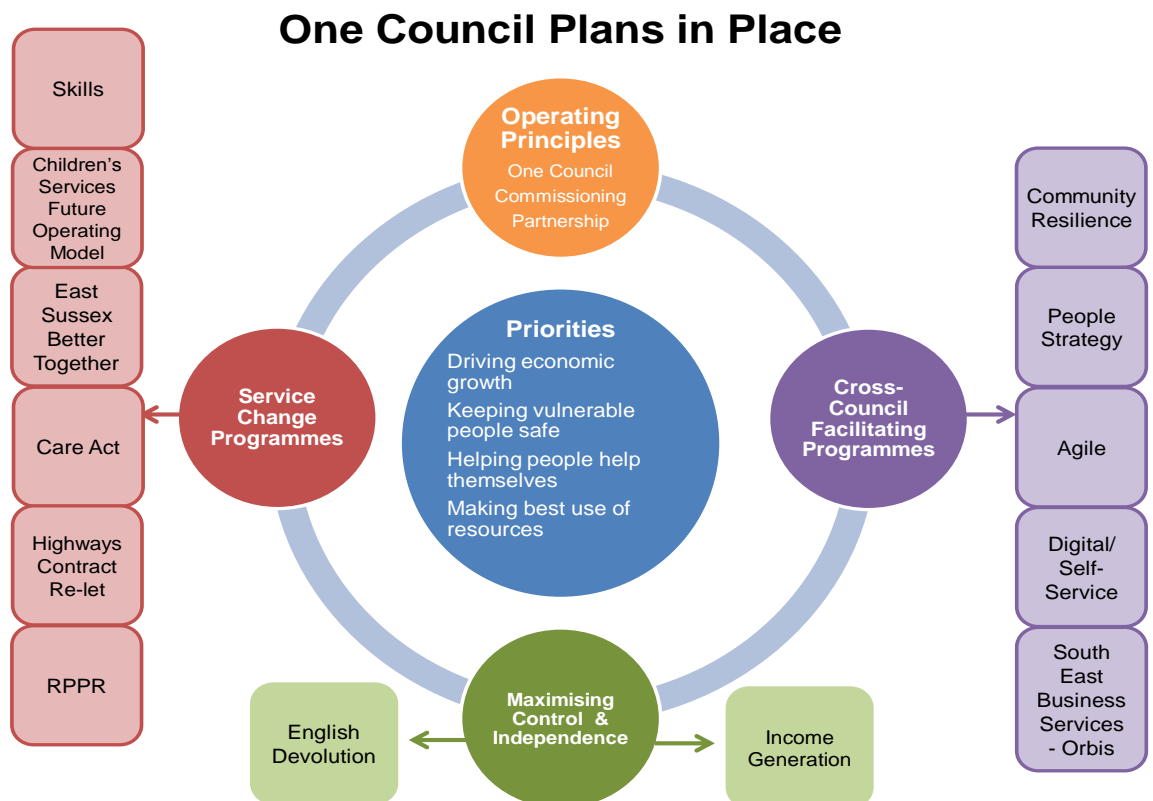 One Council Plans in Place
Skills
Children's
Services
Future
Operating
Model
East
Sussex
Better
Together
Care Act
Highways
Contract
Re-let
RPPR
Operating
Principles
One Council
Commissioning
Partnership
Service
Change
Programmes
Priorities
Driving economic
growth
Keeping vulnerable
people safe
Helping people help
themselves
Making best use of
resources
Cross-
Council
Facilitating
Programmes
Maximising
Control &
Independence
English
Devolution
Income
Generation
Community
Resilience
People
Strategy
Agile
Digital/
Self-
Service
South
East
Business
Services
- Orbis